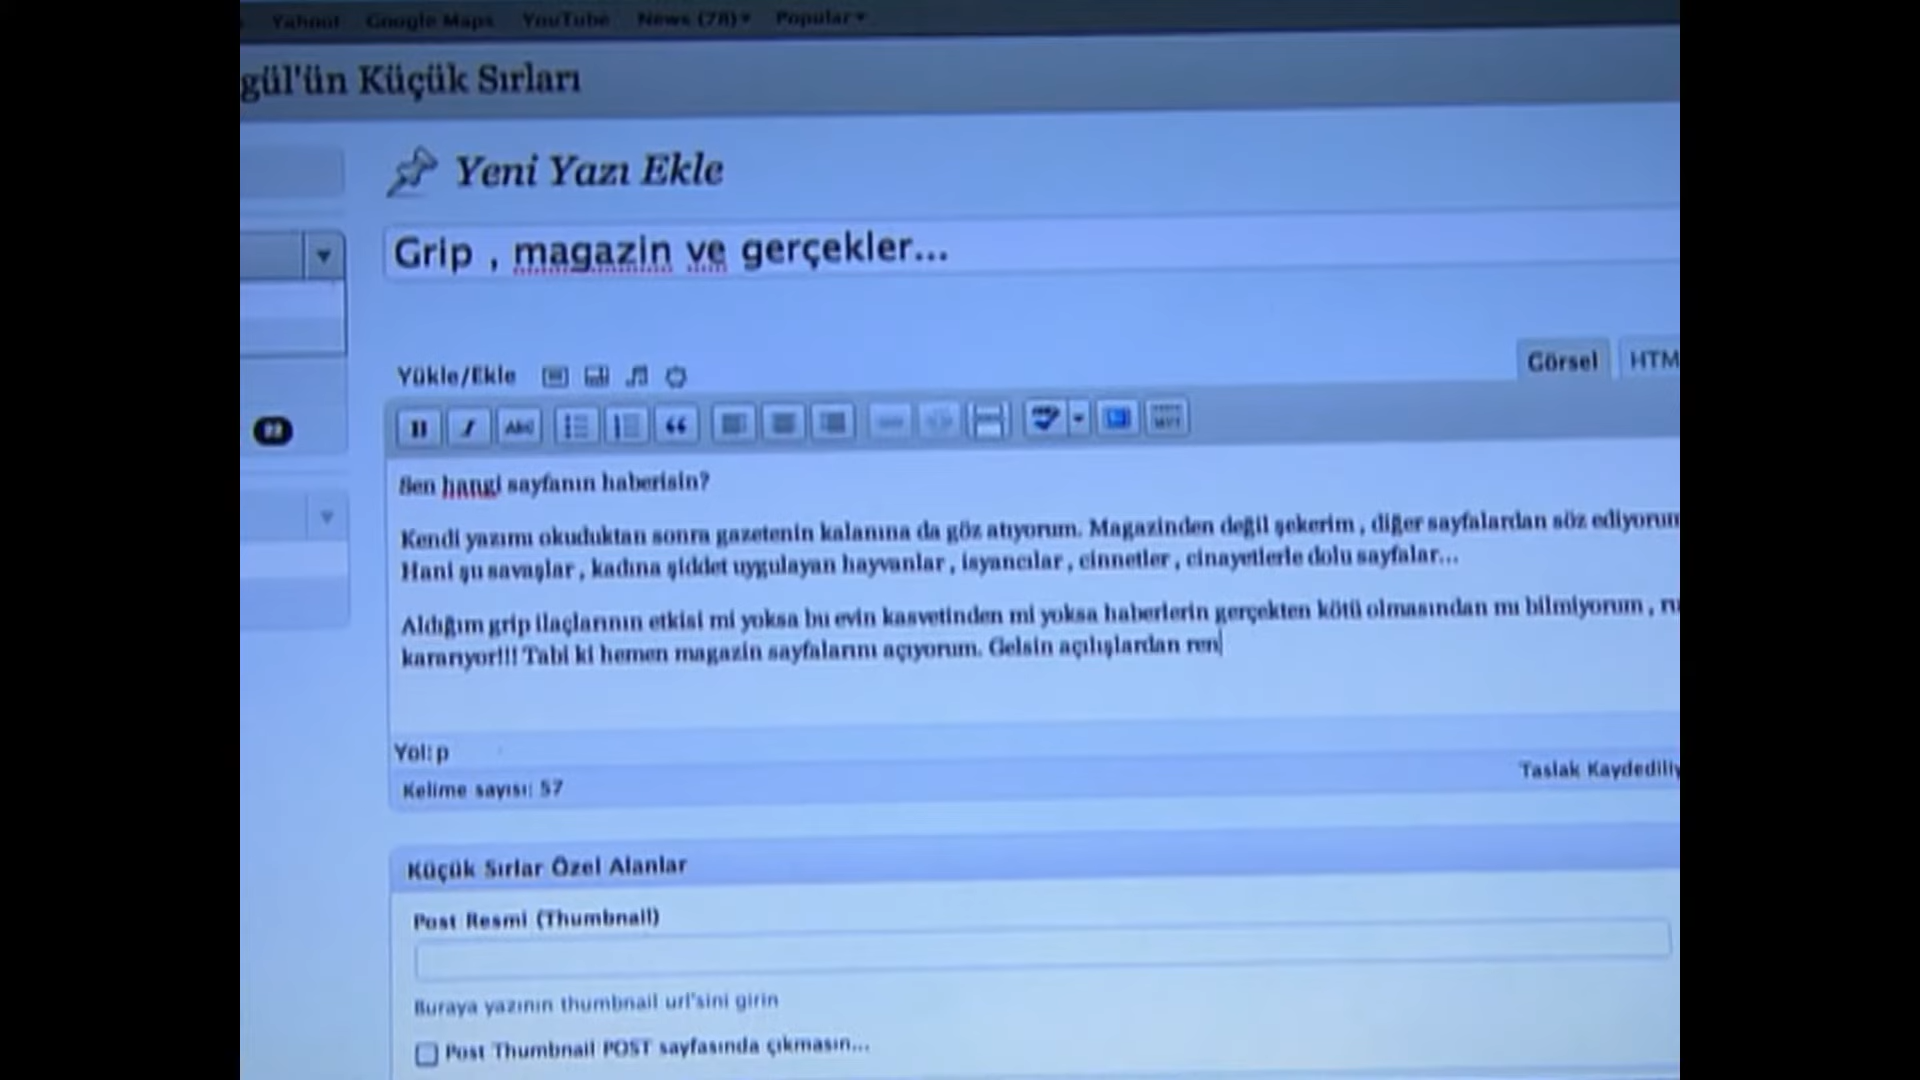 Yahoo! Google Maps YouTube News (78) Popular
gül'ün Küçük Sırları
Yeni Yazı Ekle
Grip , magazin ve gerçekler...
Yükle/Ekle
Görsel HTM
ABC
Sen hangi sayfanın haberisin?
Kendi yazımı okuduktan sonra gazetenin kalanına da göz atıyorum. Magazinden değil şekerim , diğer sayfalardan söz ediyorum
Hani şu savaşlar , kadına şiddet uygulayan hayvanlar , isyancılar , cinnetler , cinayetlerle dolu sayfalar...
Aldığım grip ilaçlarının etkisi mi yoksa bu evin kasvetinden mi yoksa haberlerin gerçekten kötü olmasından mı bilmiyorum , ru
kararıyor!!! Tabi ki hemen magazin sayfalarını açıyorum. Gelsin açılışlardan ren
Yol: p
Kelime sayısı: 57
Taslak Kaydediliy
Küçük Sırlar Özel Alanlar
Post Resmi (Thumbnail)
Buraya yazının thumbnail url'sini girin
Post Thumbnail POST sayfasında çıkmasın...